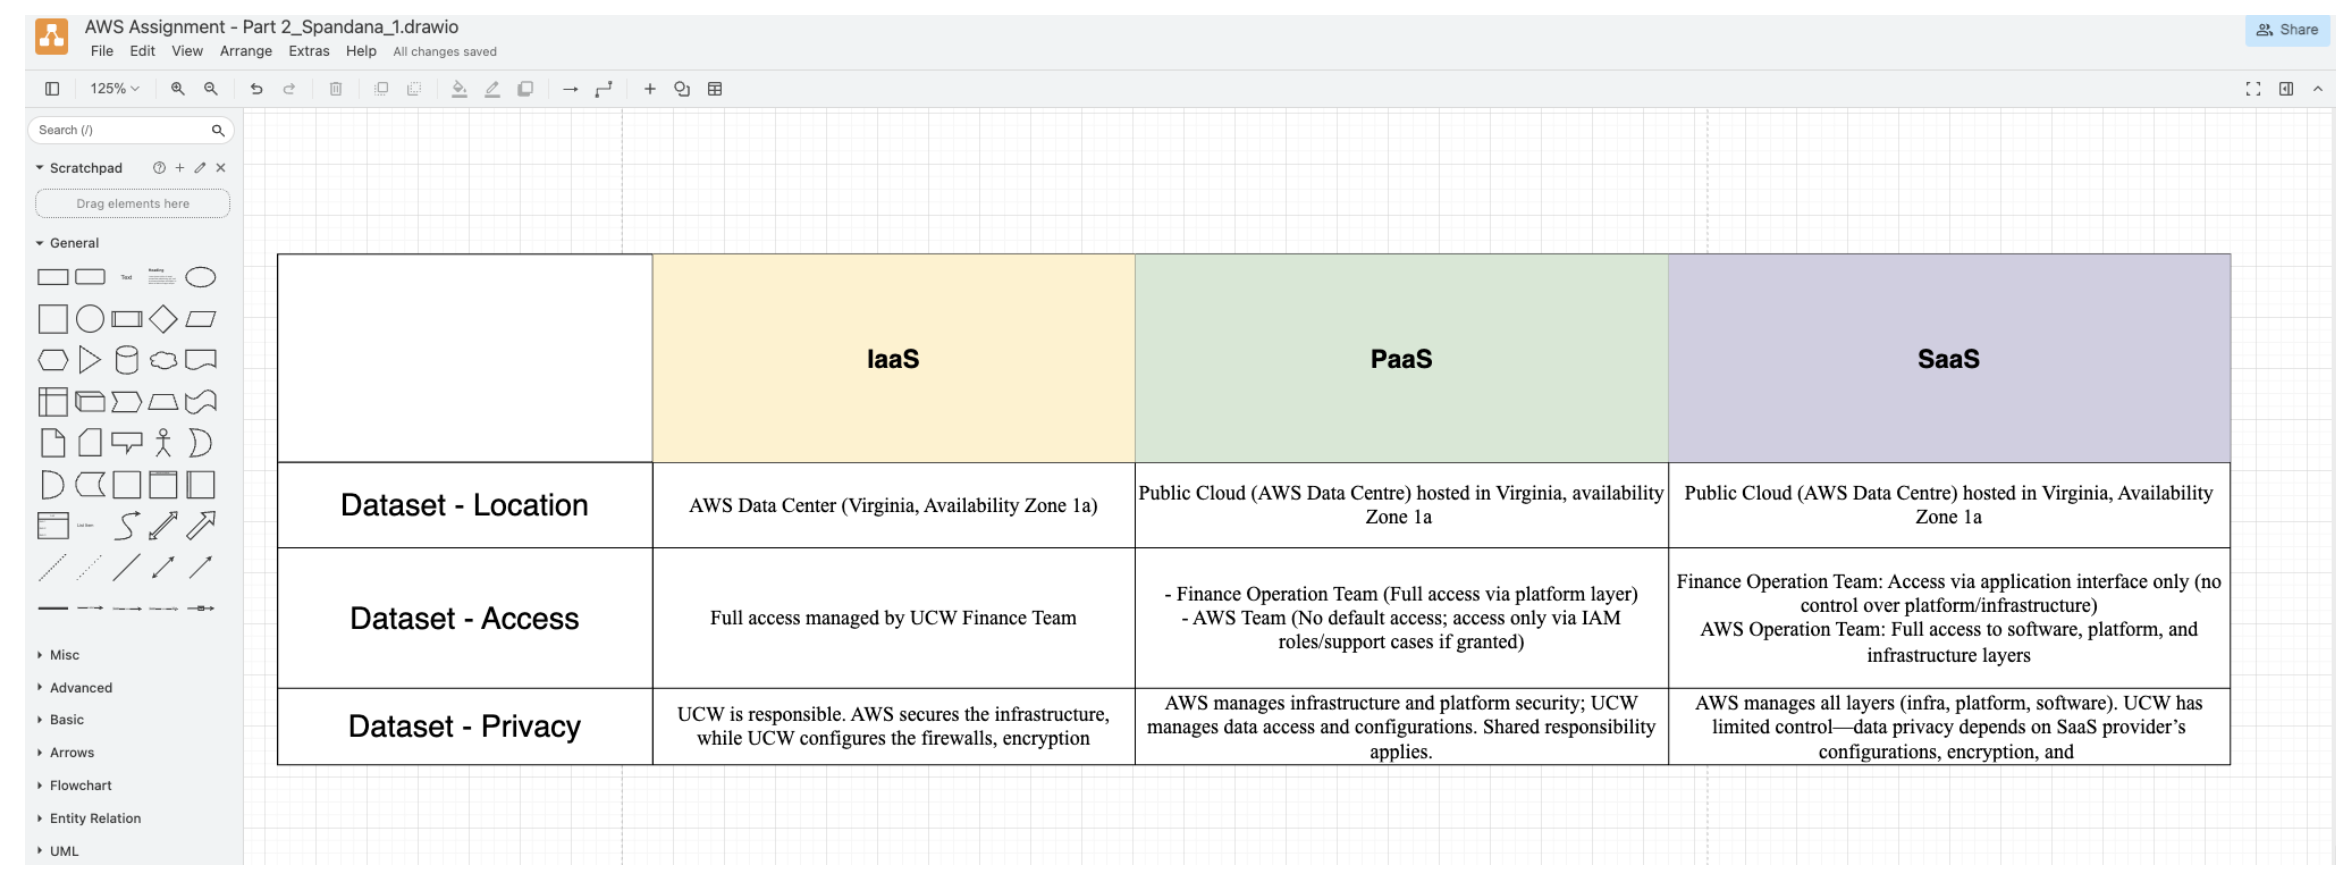 AWS Assignment - Part 2_Spandana_1.drawio
Share
File Edit View Arrange Extras Help All changes saved
125%
Search (/)
Scratchpad
Drag elements here
General
Text
Heading
List Item
Misc
Advanced
Basic
Arrows
Flowchart
Entity Relation
UML
IaaS
PaaS
SaaS
Dataset - Location
AWS Data Center (Virginia, Availability Zone 1a)
Public Cloud (AWS Data Centre) hosted in Virginia, availability
Zone 1a
Public Cloud (AWS Data Centre) hosted in Virginia, Availability
Zone 1a
Dataset - Access
Full access managed by UCW Finance Team
- Finance Operation Team (Full access via platform layer)
- AWS Team (No default access; access only via IAM
roles/support cases if granted)
Finance Operation Team: Access via application interface only (no
control over platform/infrastructure)
AWS Operation Team: Full access to software, platform, and
infrastructure layers
Dataset - Privacy
UCW is responsible. AWS secures the infrastructure,
while UCW configures the firewalls, encryption
AWS manages infrastructure and platform security; UCW
manages data access and configurations. Shared responsibility
applies.
AWS manages all layers (infra, platform, software). UCW has
limited control—data privacy depends on SaaS provider’s
configurations, encryption, and